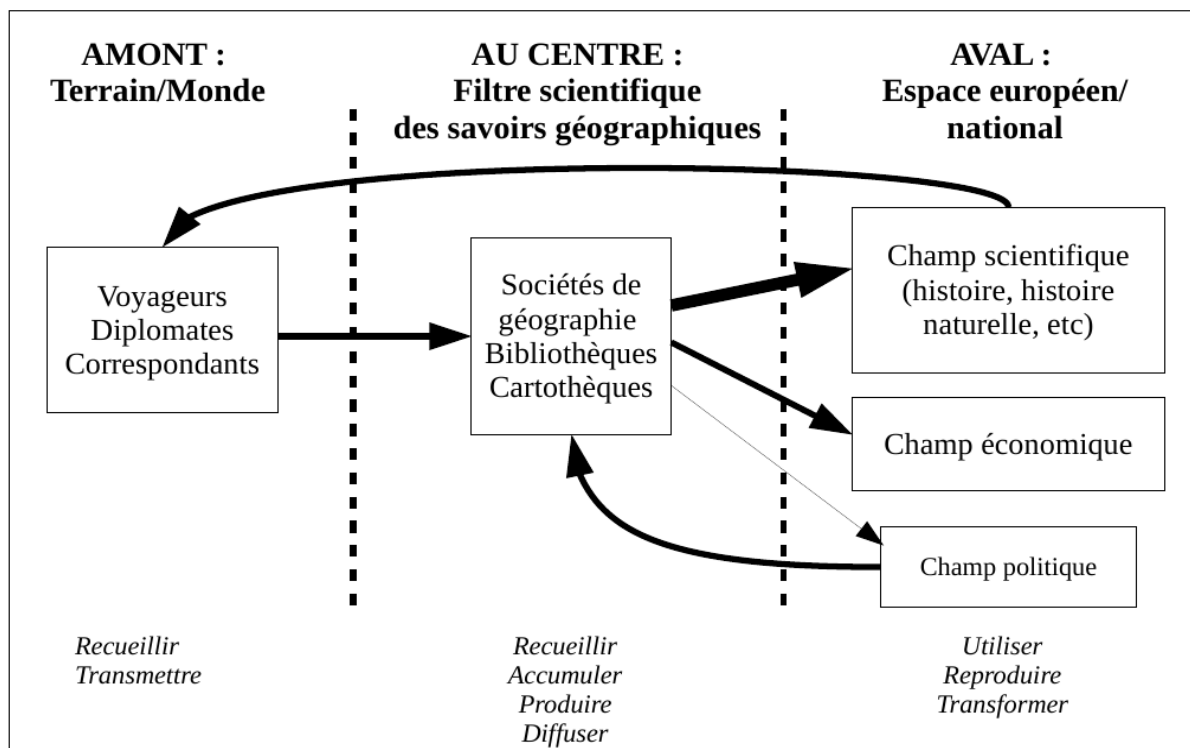 AMONT :
Terrain/Monde
AU CENTRE :
Filtre scientifique
des savoirs géographiques
AVAL :
Espace européen/
national
Voyageurs
Diplomates
Correspondants
Sociétés de
géographie
Bibliothèques
Cartothèques
Champ scientifique
(histoire, histoire
naturelle, etc)
Champ économique
Champ politique
Recueillir
Transmettre
Recueillir
Accumuler
Produire
Diffuser
Utiliser
Reproduire
Transformer